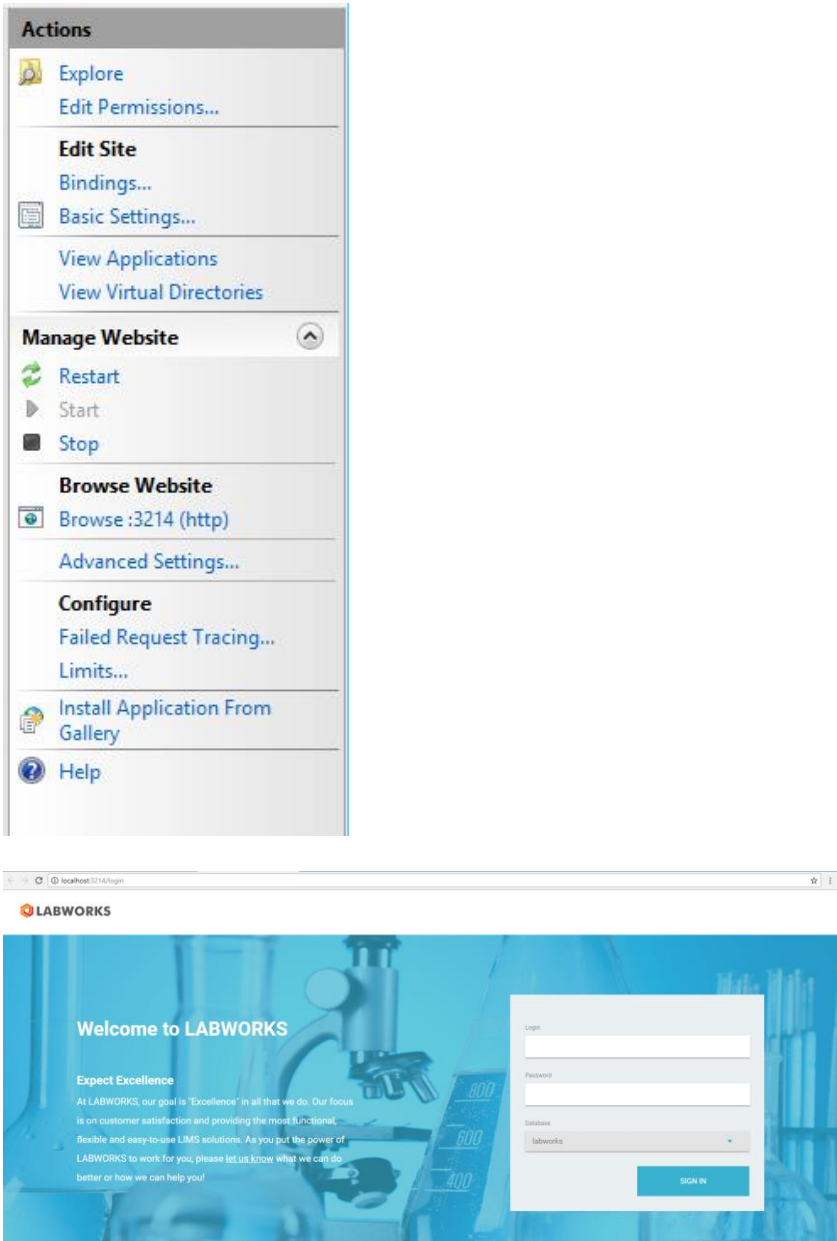 Actions
Explore
Edit Permissions...
Edit Site
Bindings...
Basic Settings...
View Applications
View Virtual Directories
Manage Website
Restart
Start
Stop
Browse Website
Browse :3214 (http)
Advanced Settings...
Configure
Failed Request Tracing...
Limits...
Install Application From
Gallery
Help
localhost:3214/login
LABWORKS
Welcome to LABWORKS
Expect Excellence
At LABWORKS, our goal is "Excellence" in all that we do. Our focus
is on customer satisfaction and providing the most functional,
flexible and easy-to-use LIMS solutions. As you put the power of
LABWORKS to work for you, please let us know what we can do
better or how we can help you!
800
600
400
Login
Password
Database
labworks
SIGN IN